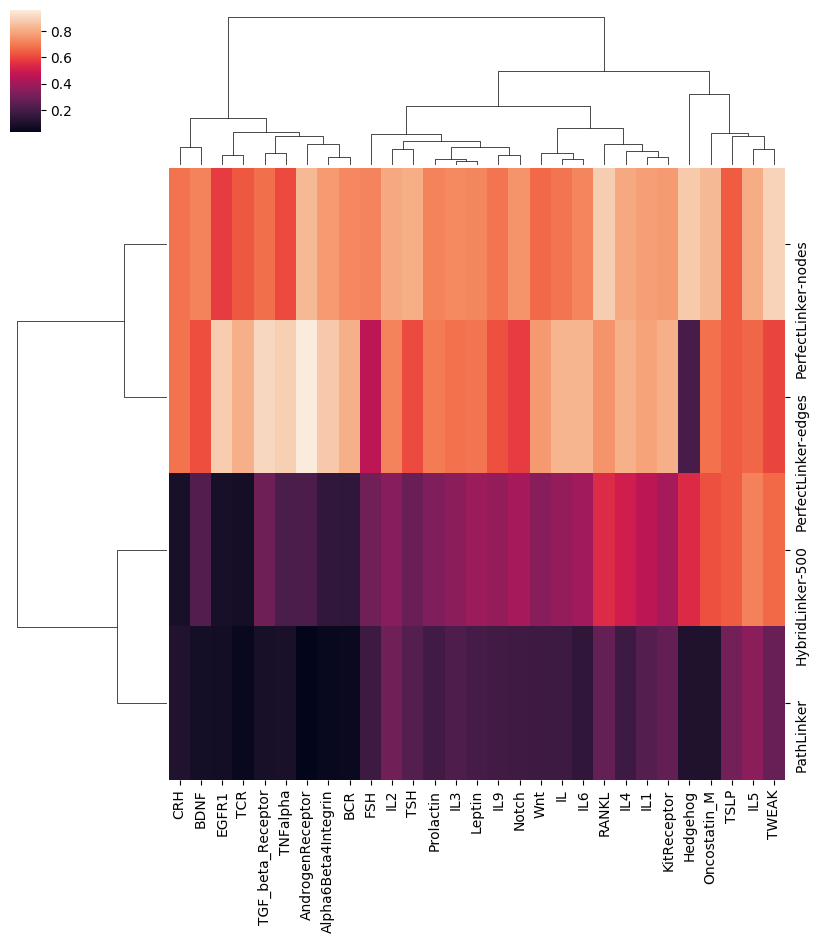 0.8
0.6
0.4
0.2
PerfectLinker-nodes
PerfectLinker-edges
HybridLinker-500
PathLinker
CRH
BDNF
EGFR1
TCR
TGF_beta_Receptor
TNFalpha
AndrogenReceptor
Alpha6Beta4Integrin
BCR
FSH
IL2
TSH
Prolactin
IL3
Leptin
IL9
Notch
Wnt
IL
IL6
RANKL
IL4
IL1
KitReceptor
Hedgehog
Oncostatin_M
TSLP
IL5
TWEAK